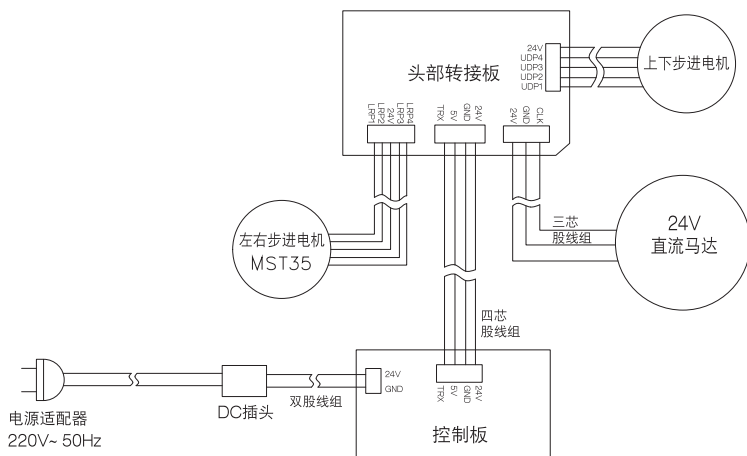 头部转接板
24V
UDP4
UDP3
UDP2
UDP1
上下步进电机
LRP1
LRP2
24V
LRP3
LRP4
TRX
5V
GND
24V
24V
GND
CLK
左右步进电机
MST35
三芯
股线组
24V
直流马达
四芯
股线组
电源适配器
220V~ 50Hz
DC插头
双股线组
24V
GND
TRX
5V
GND
24V
控制板